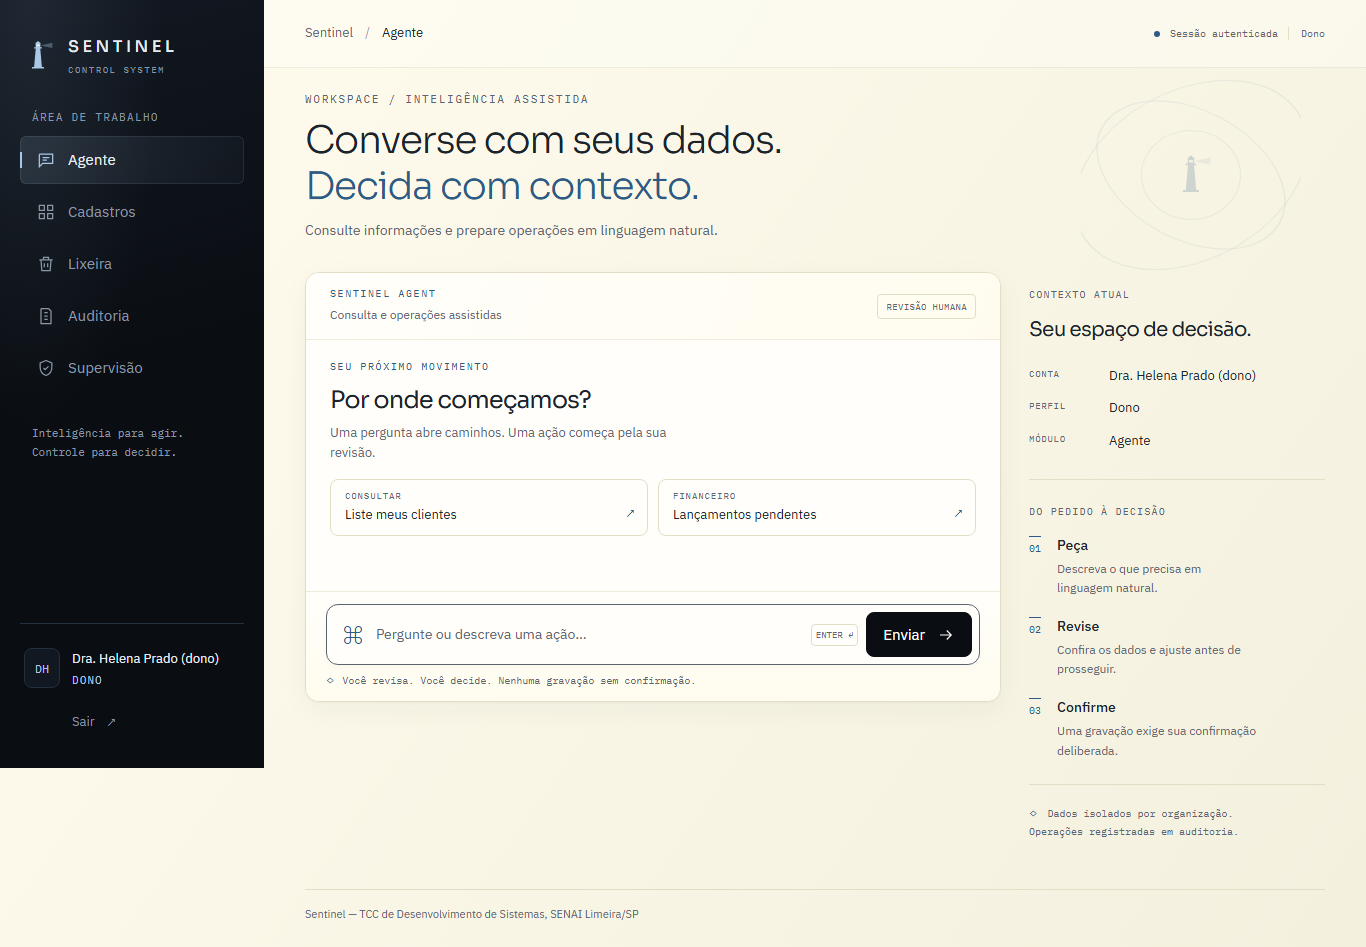 SENTINEL
CONTROL SYSTEM
ÁREA DE TRABALHO
Agente
Cadastros
Lixeira
Auditoria
Supervisão
Inteligência para agir.
Controle para decidir.
DH
Dra. Helena Prado (dono)
DONO
Sair ↗
Sentinel / Agente
Sessão autenticada
Dono
WORKSPACE / INTELIGÊNCIA ASSISTIDA
Converse com seus dados.
Decida com contexto.
Consulte informações e prepare operações em linguagem natural.
SENTINEL AGENT
Consulta e operações assistidas
REVISÃO HUMANA
SEU PRÓXIMO MOVIMENTO
Por onde começamos?
Uma pergunta abre caminhos. Uma ação começa pela sua
revisão.
CONSULTAR
Liste meus clientes ↗
FINANCEIRO
Lançamentos pendentes ↗
⌘ Pergunte ou descreva uma ação...
ENTER ↵
Enviar →
◇ Você revisa. Você decide. Nenhuma gravação sem confirmação.
CONTEXTO ATUAL
Seu espaço de decisão.
CONTA Dra. Helena Prado (dono)
PERFIL Dono
MÓDULO Agente
DO PEDIDO À DECISÃO
01 Peça
Descreva o que precisa em
linguagem natural.
02 Revise
Confira os dados e ajuste antes de
prosseguir.
03 Confirme
Uma gravação exige sua confirmação
deliberada.
◇ Dados isolados por organização.
Operações registradas em auditoria.
Sentinel — TCC de Desenvolvimento de Sistemas, SENAI Limeira/SP